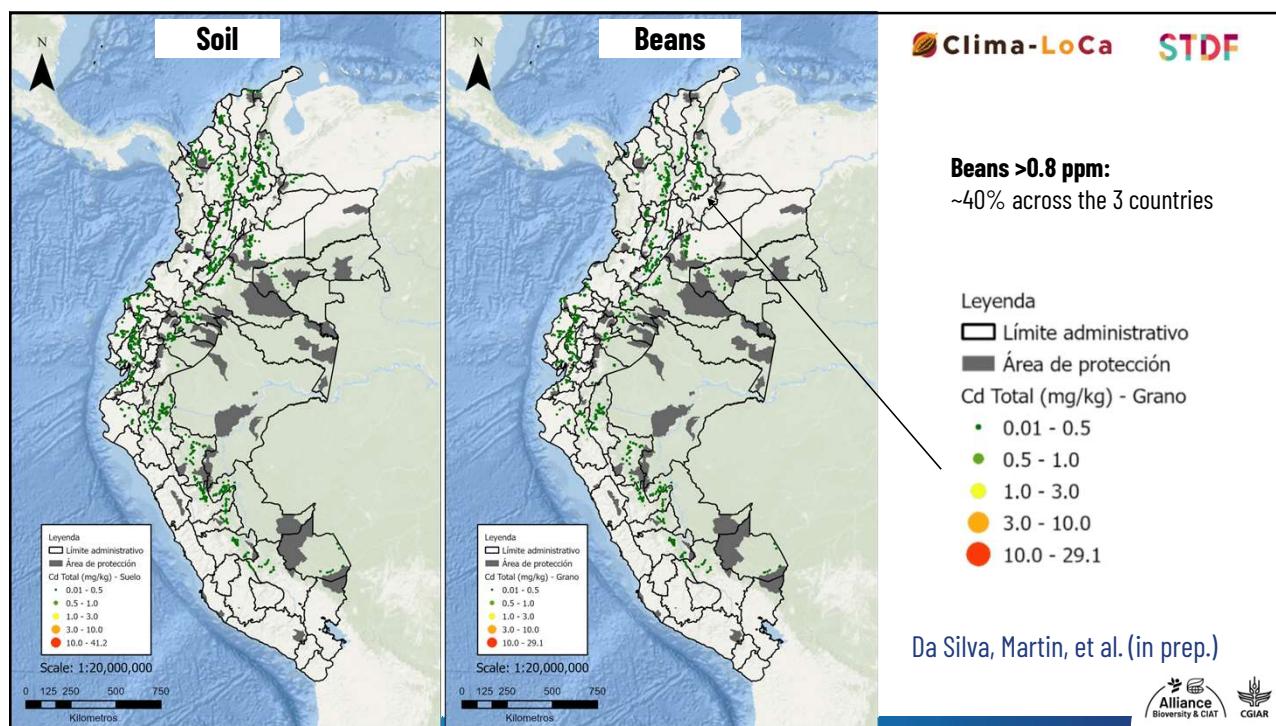 Soil
N
Leyenda
Límite administrativo
Área de protección
Cd Total (mg/kg) - Suelo
0.01 - 0.5
0.5 - 1.0
1.0 - 3.0
3.0 - 10.0
10.0 - 41.2
Scale: 1:20,000,000
0 125 250 500 750
Kilometros
Beans
N
Leyenda
Límite administrativo
Área de protección
Cd Total (mg/kg) - Grano
0.01 - 0.5
0.5 - 1.0
1.0 - 3.0
3.0 - 10.0
10.0 - 29.1
Scale: 1:20,000,000
0 125 250 500 750
Kilometros
Clima-LoCa
STDF
Beans >0.8 ppm:
~40% across the 3 countries
Leyenda
Límite administrativo
Área de protección
Cd Total (mg/kg) - Grano
0.01 - 0.5
0.5 - 1.0
1.0 - 3.0
3.0 - 10.0
10.0 - 29.1
Da Silva, Martin, et al. (in prep.)
Alliance
Bioversity & CIAT
CGIAR